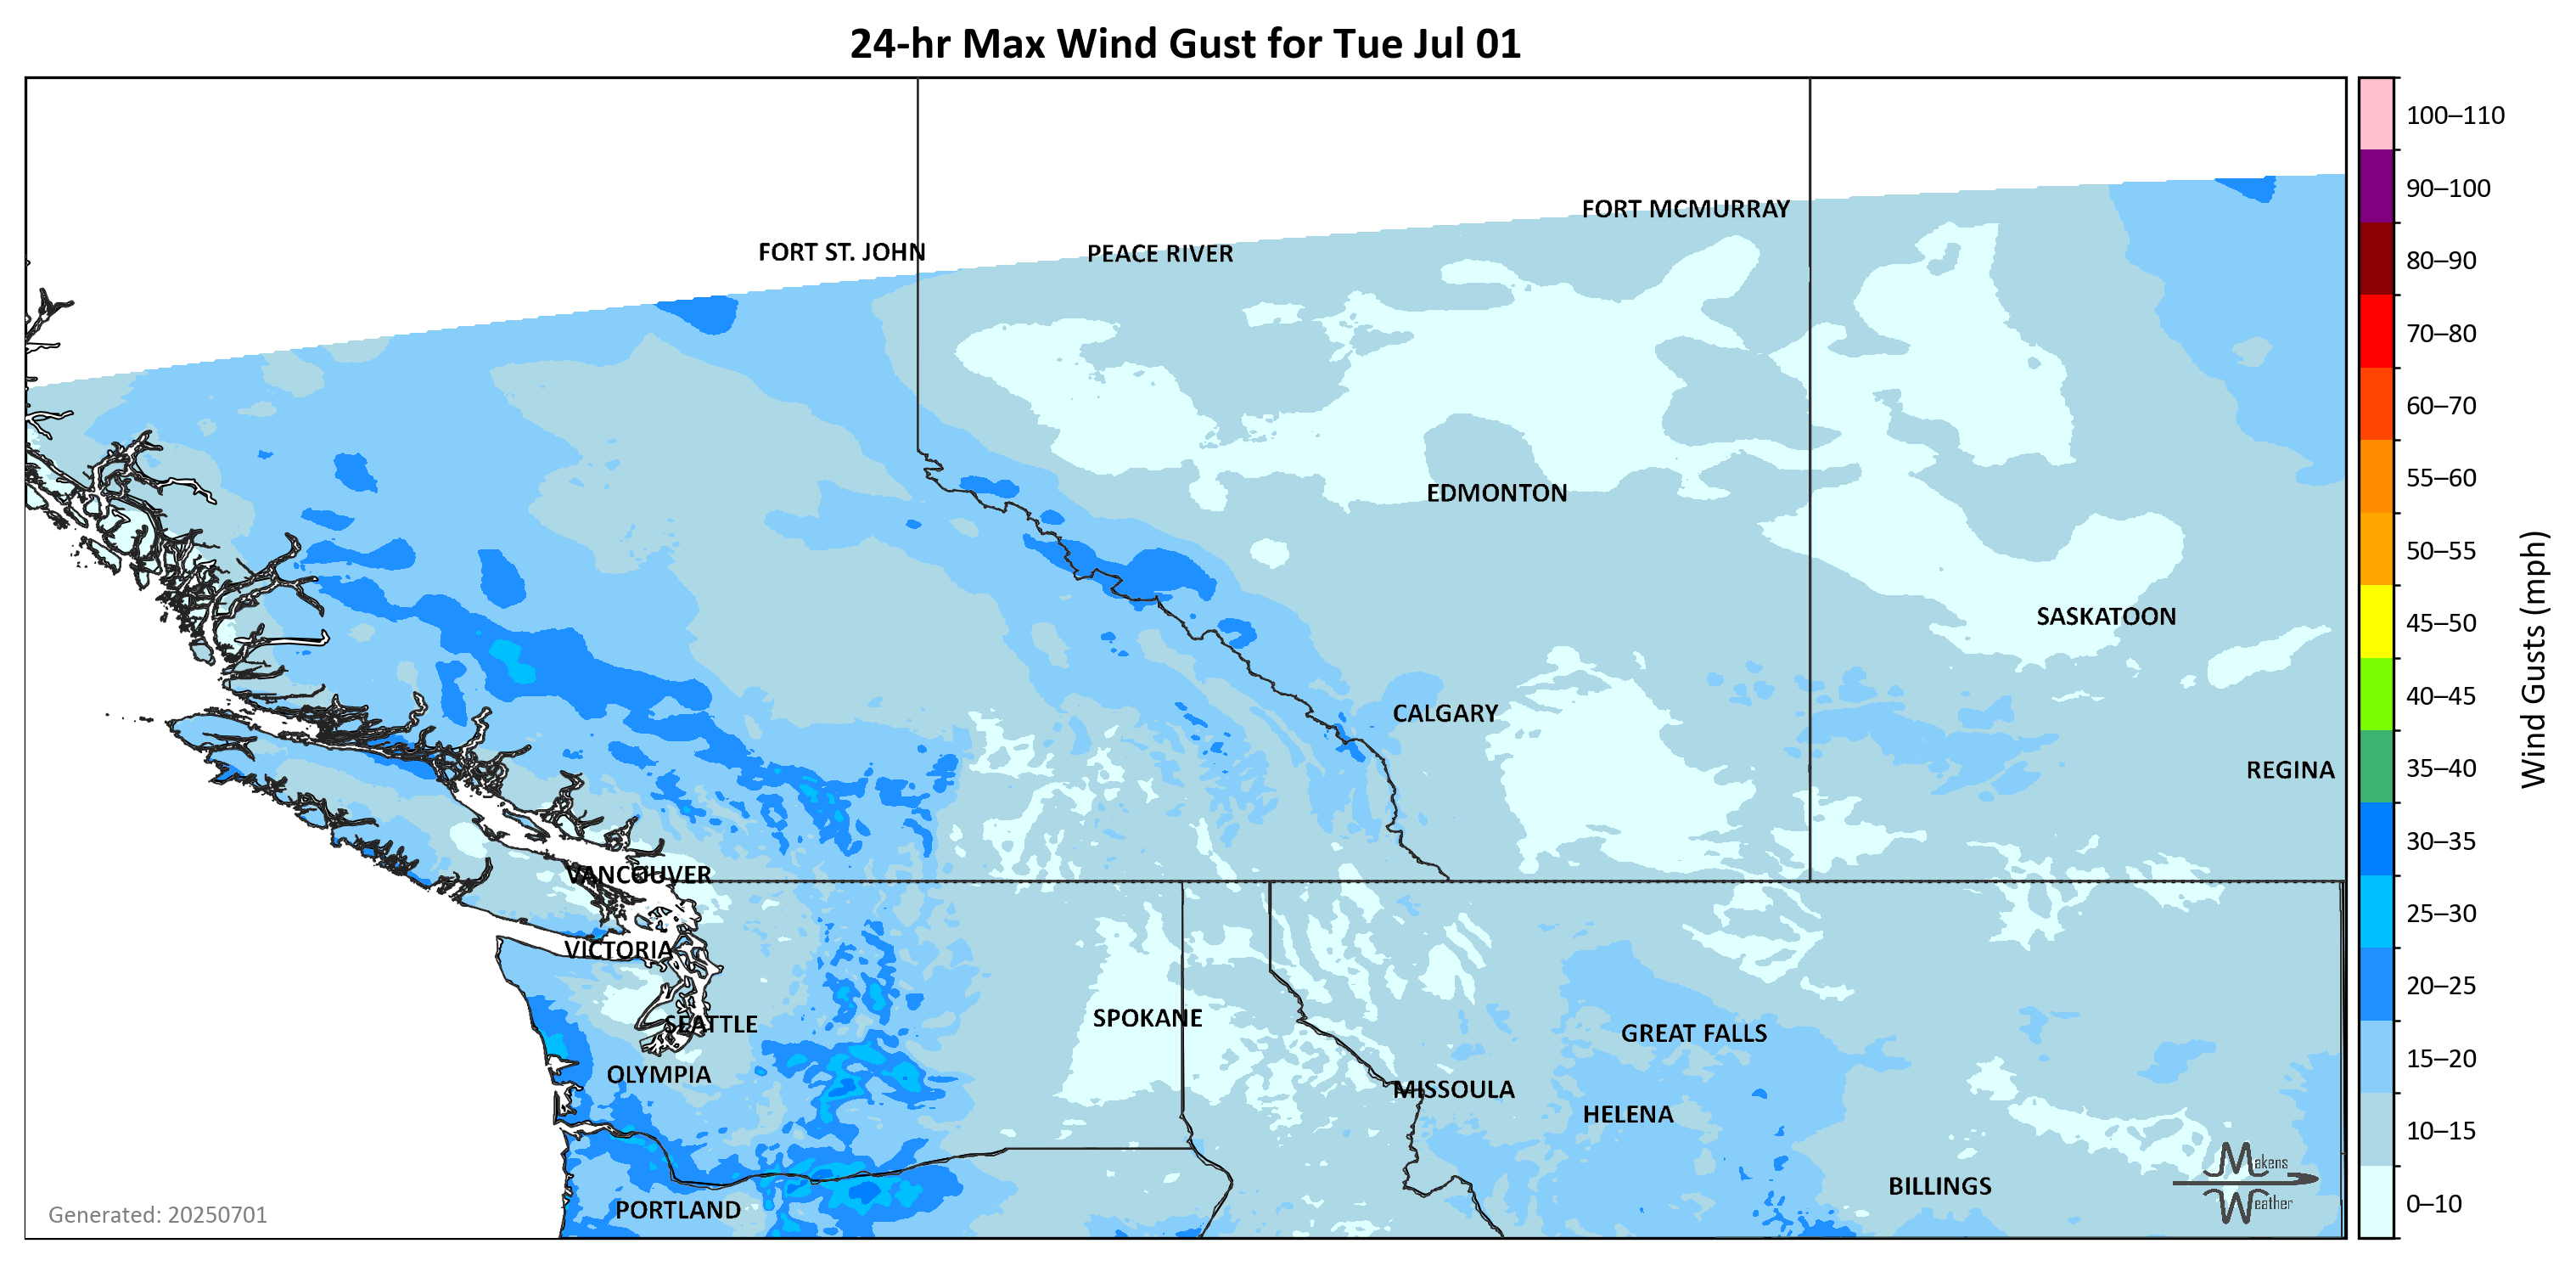 24-hr Max Wind Gust for Tue Jul 01
FORT MCMURRAY
FORT ST. JOHN
PEACE RIVER
EDMONTON
SASKATOON
CALGARY
REGINA
VANCOUVER
VICTORIA
SEATTLE
SPOKANE
GREAT FALLS
OLYMPIA
MISSOULA
HELENA
BILLINGS
PORTLAND
Makens
Weather
Generated: 20250701
100–110
90–100
80–90
70–80
60–70
55–60
50–55
45–50
40–45
35–40
30–35
25–30
20–25
15–20
10–15
0–10
Wind Gusts (mph)